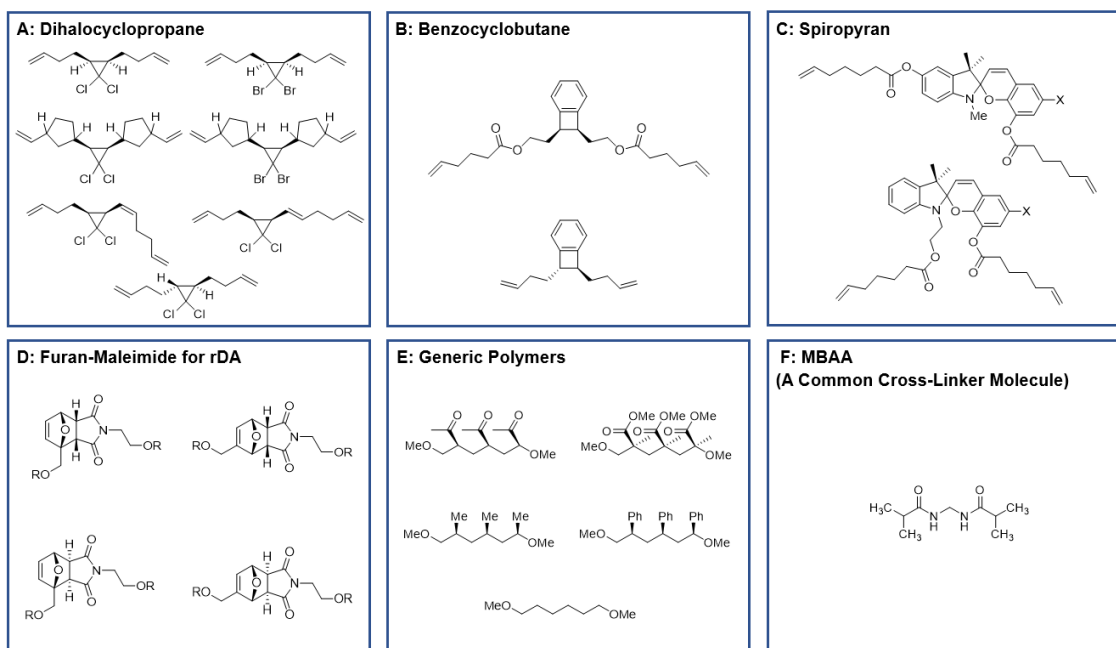 A: Dihalocyclopropane
H H
Cl Cl
H H
Br Br
H H H H
Cl Cl
H H H H
Br Br
Cl Cl
Cl Cl
H
H
Cl Cl
B: Benzocyclobutane
O
O
O
O
C: Spiropyran
O
O
N
Me
O
X
O
O
N
O
X
O
O
O
O
D: Furan-Maleimide for rDA
H
O
O
N
OR
O
H
RO
H
O
O
N
OR
O
H
RO
H
O
O
N
OR
O
H
RO
H
O
O
N
OR
O
H
RO
E: Generic Polymers
O O O
MeO
OMe
OMe OMe OMe
O O O
MeO
OMe
Me Me Me
MeO
OMe
Ph Ph Ph
MeO
OMe
MeO
OMe
F: MBAA
(A Common Cross-Linker Molecule)
O O
H3C CH3
N N
H H
CH3 CH3